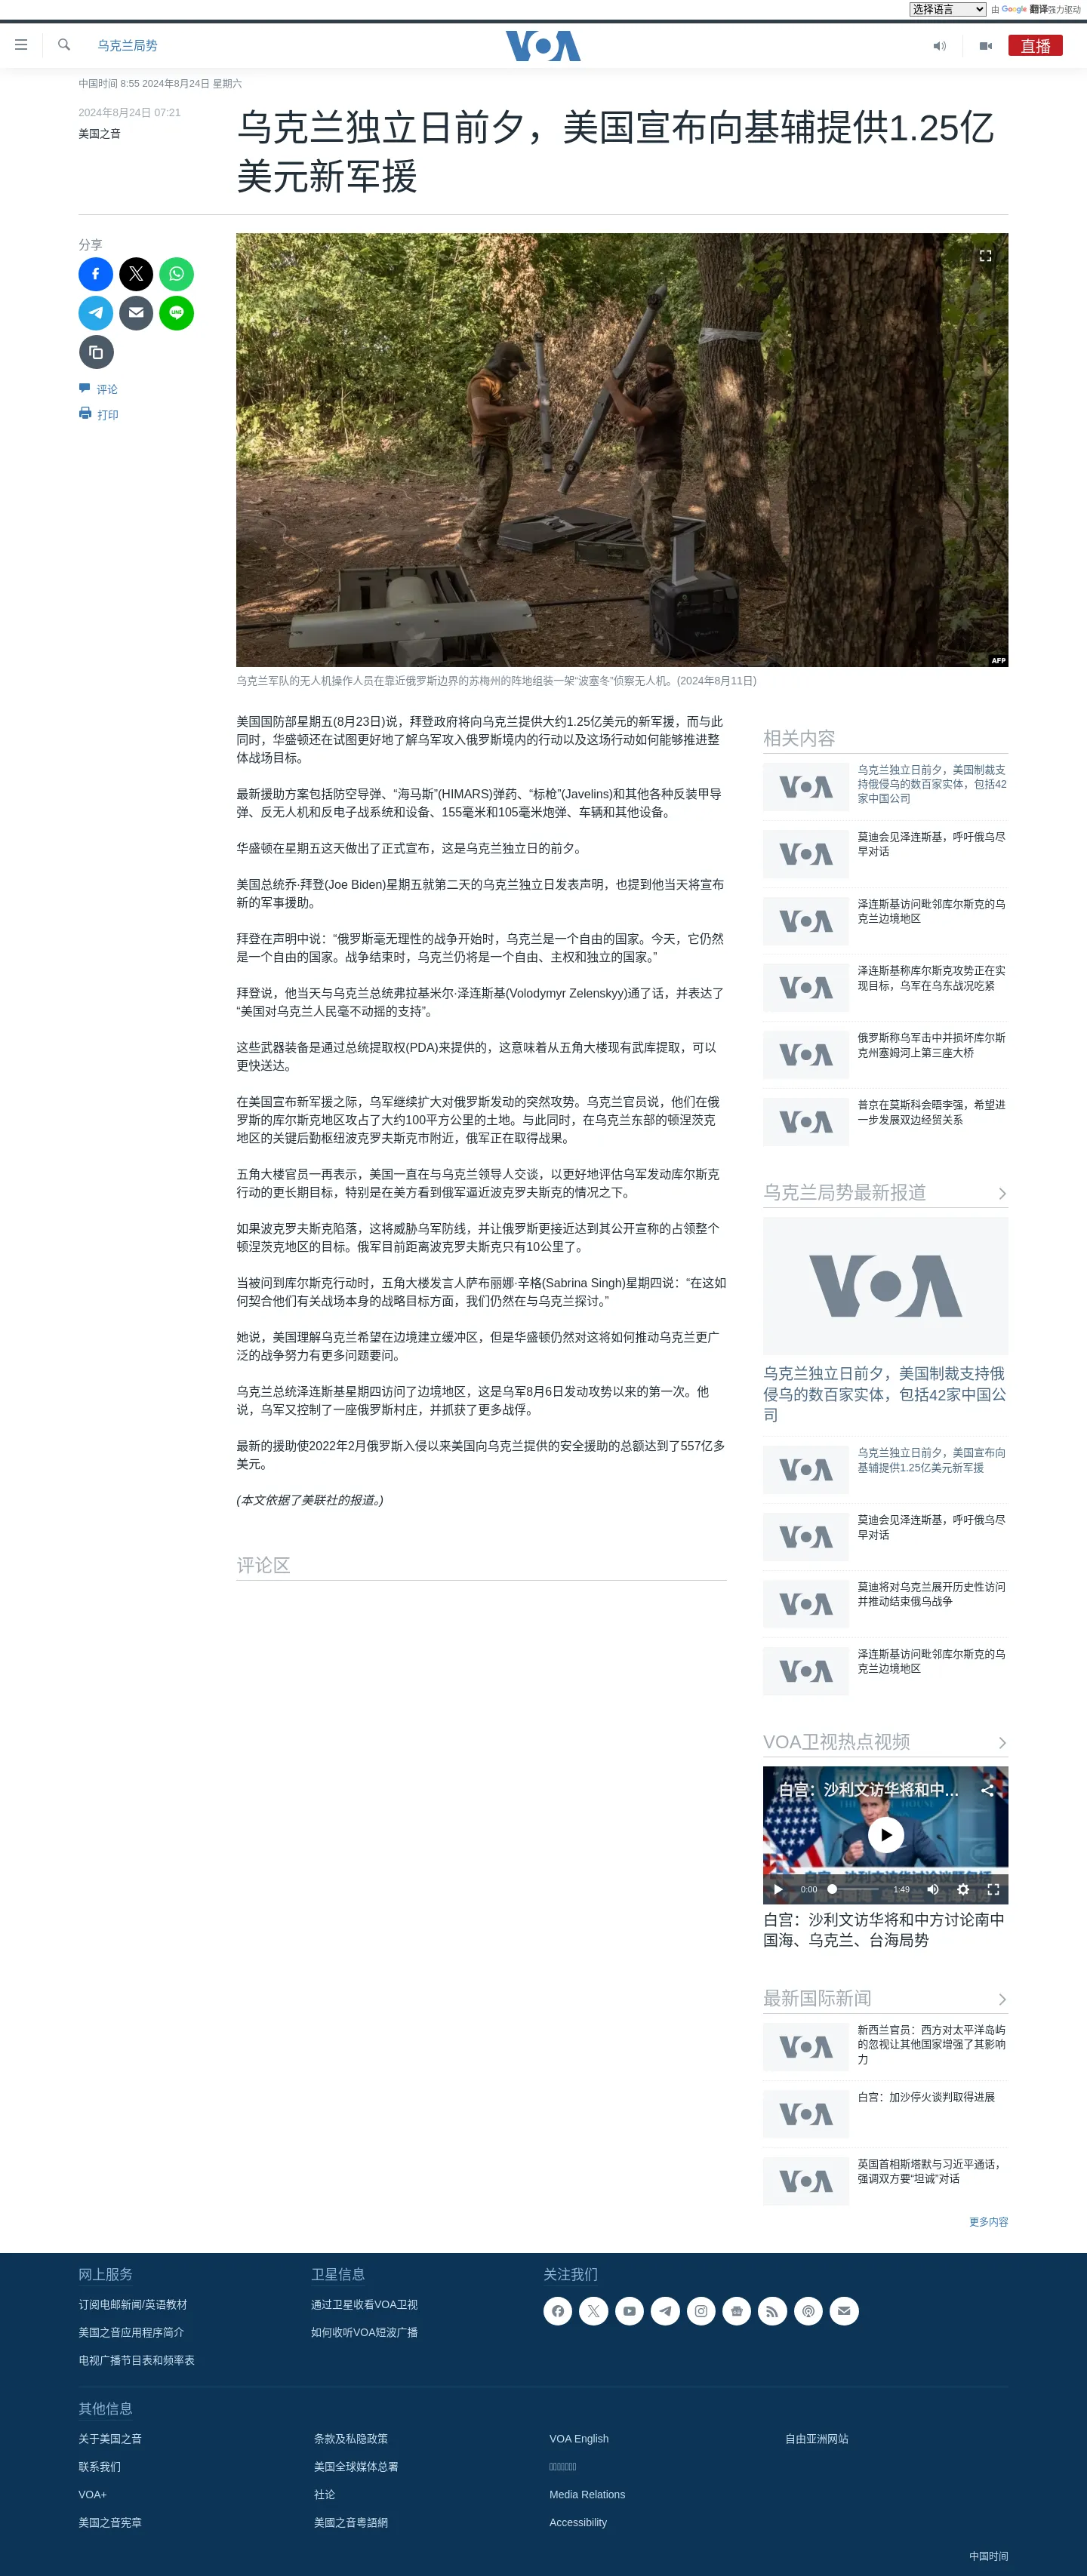 选择语言
由 Google 翻译强力驱动
乌克兰局势
VOA
直播
中国时间 8:55 2024年8月24日 星期六
2024年8月24日 07:21
美国之音
乌克兰独立日前夕，美国宣布向基辅提供1.25亿
美元新军援
分享
评论
打印
AFP
乌克兰军队的无人机操作人员在靠近俄罗斯边界的苏梅州的阵地组装一架“波塞冬”侦察无人机。(2024年8月11日)
美国国防部星期五(8月23日)说，拜登政府将向乌克兰提供大约1.25亿美元的新军援，而与此
同时，华盛顿还在试图更好地了解乌军攻入俄罗斯境内的行动以及这场行动如何能够推进整
体战场目标。
最新援助方案包括防空导弹、“海马斯”(HIMARS)弹药、“标枪”(Javelins)和其他各种反装甲导
弹、反无人机和反电子战系统和设备、155毫米和105毫米炮弹、车辆和其他设备。
华盛顿在星期五这天做出了正式宣布，这是乌克兰独立日的前夕。
美国总统乔·拜登(Joe Biden)星期五就第二天的乌克兰独立日发表声明，也提到他当天将宣布
新的军事援助。
拜登在声明中说：“俄罗斯毫无理性的战争开始时，乌克兰是一个自由的国家。今天，它仍然
是一个自由的国家。战争结束时，乌克兰仍将是一个自由、主权和独立的国家。”
拜登说，他当天与乌克兰总统弗拉基米尔·泽连斯基(Volodymyr Zelenskyy)通了话，并表达了
“美国对乌克兰人民毫不动摇的支持”。
这些武器装备是通过总统提取权(PDA)来提供的，这意味着从五角大楼现有武库提取，可以
更快送达。
在美国宣布新军援之际，乌军继续扩大对俄罗斯发动的突然攻势。乌克兰官员说，他们在俄
罗斯的库尔斯克地区攻占了大约100平方公里的土地。与此同时，在乌克兰东部的顿涅茨克
地区的关键后勤枢纽波克罗夫斯克市附近，俄军正在取得战果。
五角大楼官员一再表示，美国一直在与乌克兰领导人交谈，以更好地评估乌军发动库尔斯克
行动的更长期目标，特别是在美方看到俄军逼近波克罗夫斯克的情况之下。
如果波克罗夫斯克陷落，这将威胁乌军防线，并让俄罗斯更接近达到其公开宣称的占领整个
顿涅茨克地区的目标。俄军目前距离波克罗夫斯克只有10公里了。
当被问到库尔斯克行动时，五角大楼发言人萨布丽娜·辛格(Sabrina Singh)星期四说：“在这如
何契合他们有关战场本身的战略目标方面，我们仍然在与乌克兰探讨。”
她说，美国理解乌克兰希望在边境建立缓冲区，但是华盛顿仍然对这将如何推动乌克兰更广
泛的战争努力有更多问题要问。
乌克兰总统泽连斯基星期四访问了边境地区，这是乌军8月6日发动攻势以来的第一次。他
说，乌军又控制了一座俄罗斯村庄，并抓获了更多战俘。
最新的援助使2022年2月俄罗斯入侵以来美国向乌克兰提供的安全援助的总额达到了557亿多
美元。
(本文依据了美联社的报道。)
评论区
相关内容
VOA
乌克兰独立日前夕，美国制裁支
持俄侵乌的数百家实体，包括42
家中国公司
VOA
莫迪会见泽连斯基，呼吁俄乌尽
早对话
VOA
泽连斯基访问毗邻库尔斯克的乌
克兰边境地区
VOA
泽连斯基称库尔斯克攻势正在实
现目标，乌军在乌东战况吃紧
VOA
俄罗斯称乌军击中并损坏库尔斯
克州塞姆河上第三座大桥
VOA
普京在莫斯科会晤李强，希望进
一步发展双边经贸关系
乌克兰局势最新报道
VOA
乌克兰独立日前夕，美国制裁支持俄
侵乌的数百家实体，包括42家中国公
司
VOA
乌克兰独立日前夕，美国宣布向
基辅提供1.25亿美元新军援
VOA
莫迪会见泽连斯基，呼吁俄乌尽
早对话
VOA
莫迪将对乌克兰展开历史性访问
并推动结束俄乌战争
VOA
泽连斯基访问毗邻库尔斯克的乌
克兰边境地区
VOA卫视热点视频
白宫：沙利文访华将和中...
0:00
1:49
白宫：沙利文访华将和中方讨论南中
国海、乌克兰、台海局势
最新国际新闻
VOA
新西兰官员：西方对太平洋岛屿
的忽视让其他国家增强了其影响
力
VOA
白宫：加沙停火谈判取得进展
VOA
英国首相斯塔默与习近平通话，
强调双方要“坦诚”对话
更多内容
网上服务
订阅电邮新闻/英语教材
美国之音应用程序简介
电视广播节目表和频率表
卫星信息
通过卫星收看VOA卫视
如何收听VOA短波广播
关注我们
其他信息
关于美国之音
联系我们
VOA+
美国之音宪章
条款及私隐政策
美国全球媒体总署
社论
美國之音粵語網
VOA English
Media Relations
Accessibility
自由亚洲网站
中国时间